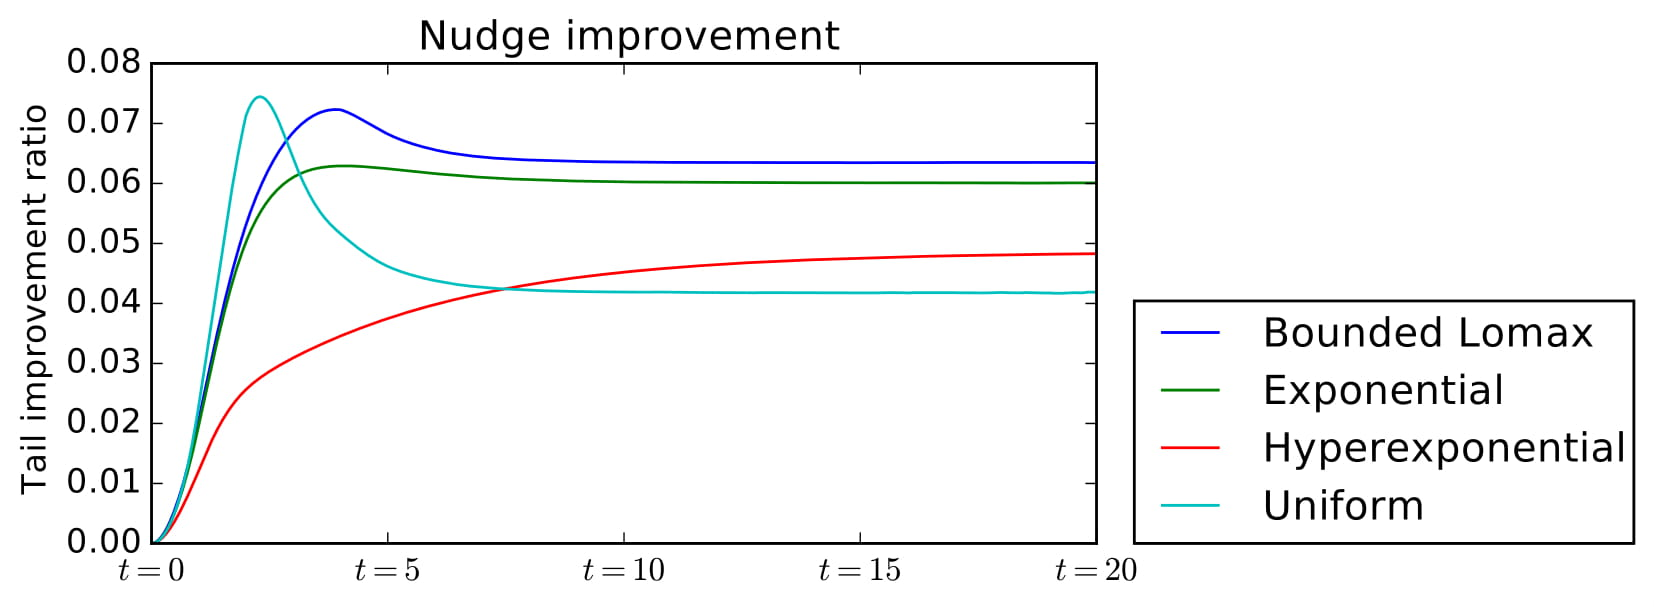 Nudge improvement
Tail improvement ratio
0.08
0.07
0.06
0.05
0.04
0.03
0.02
0.01
0.00
t = 0
t = 5
t = 10
t = 15
t = 20
Bounded Lomax
Exponential
Hyperexponential
Uniform